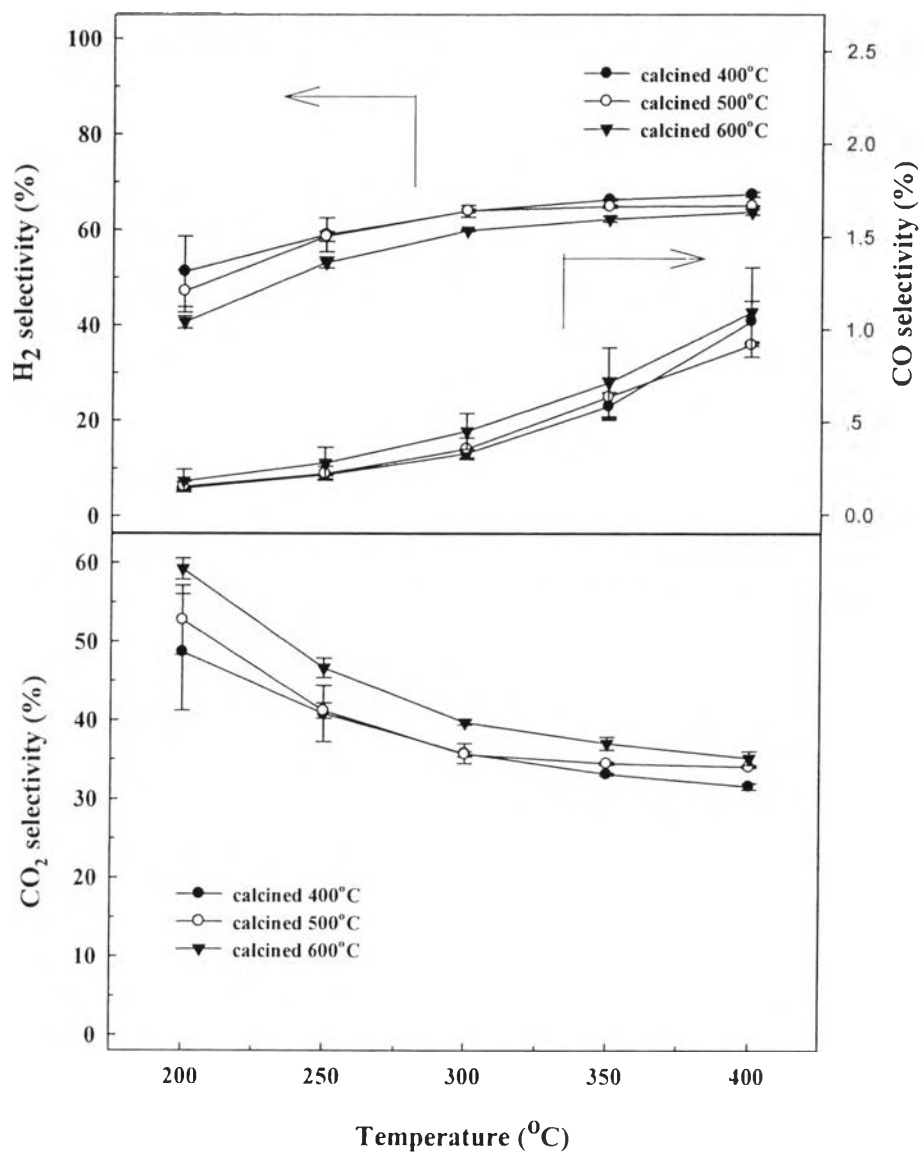 100
80
60
40
20
0
H2 selectivity (%)
calcined 400°C
calcined 500°C
calcined 600°C
2.5
2.0
1.5
1.0
.5
0.0
CO selectivity (%)
60
50
40
30
20
10
0
CO2 selectivity (%)
calcined 400°C
calcined 500°C
calcined 600°C
200 250 300 350 400
Temperature (°C)